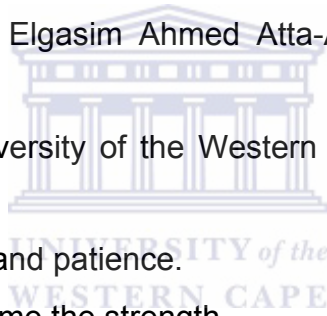 Elgasim Ahmed Atta-
versity of the Western
and patience.
UNIVERSITY of the
me the strength
WESTERN CAPE